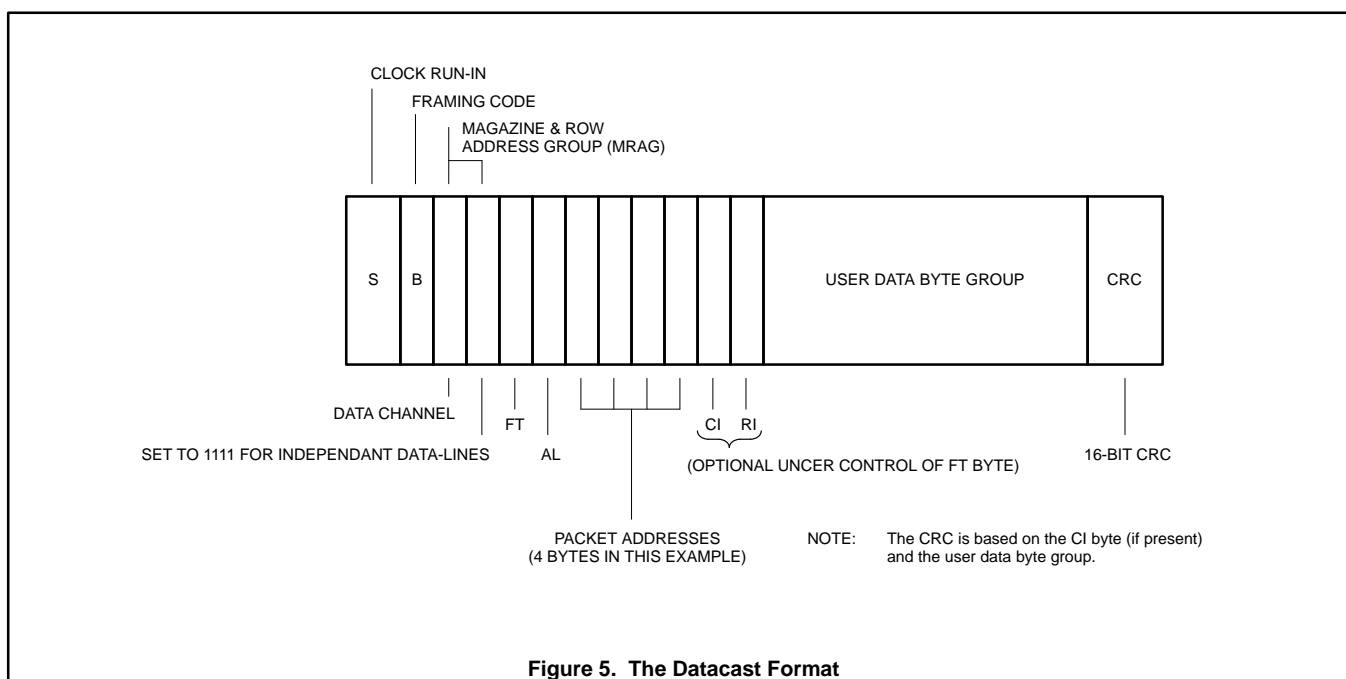 CLOCK RUN-IN
FRAMING CODE
MAGAZINE & ROW
ADDRESS GROUP (MRAG)
S
B
USER DATA BYTE GROUP
CRC
DATA CHANNEL
FT
CI
RI
SET TO 1111 FOR INDEPENDANT DATA-LINES
AL
(OPTIONAL UNCER CONTROL OF FT BYTE)
16-BIT CRC
PACKET ADDRESSES
(4 BYTES IN THIS EXAMPLE)
NOTE: The CRC is based on the CI byte (if present)
and the user data byte group.
Figure 5. The Datacast Format